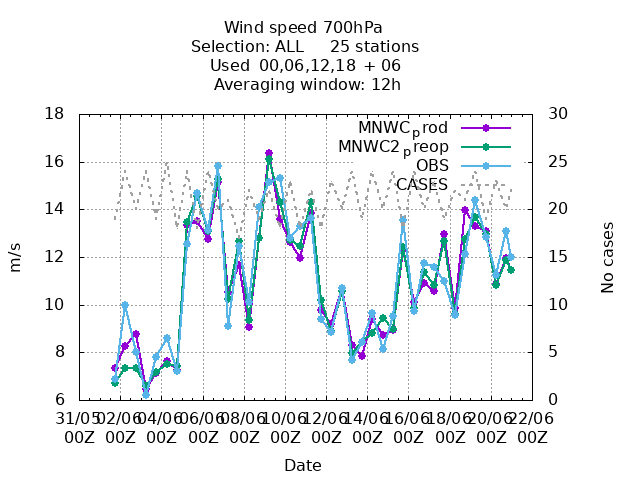 Wind speed 700hPa
Selection: ALL 25 stations
Used 00,06,12,18 + 06
Averaging window: 12h
18 30
MNWCprod
MNWC2preop
16 25
OBS
CASES
14 20
m/s
No cases
12 15
10 10
8 5
6 0
31/05 02/06 04/06 06/06 08/06 10/06 12/06 14/06 16/06 18/06 20/06 22/06
00Z 00Z 00Z 00Z 00Z 00Z 00Z 00Z 00Z 00Z 00Z 00Z
Date